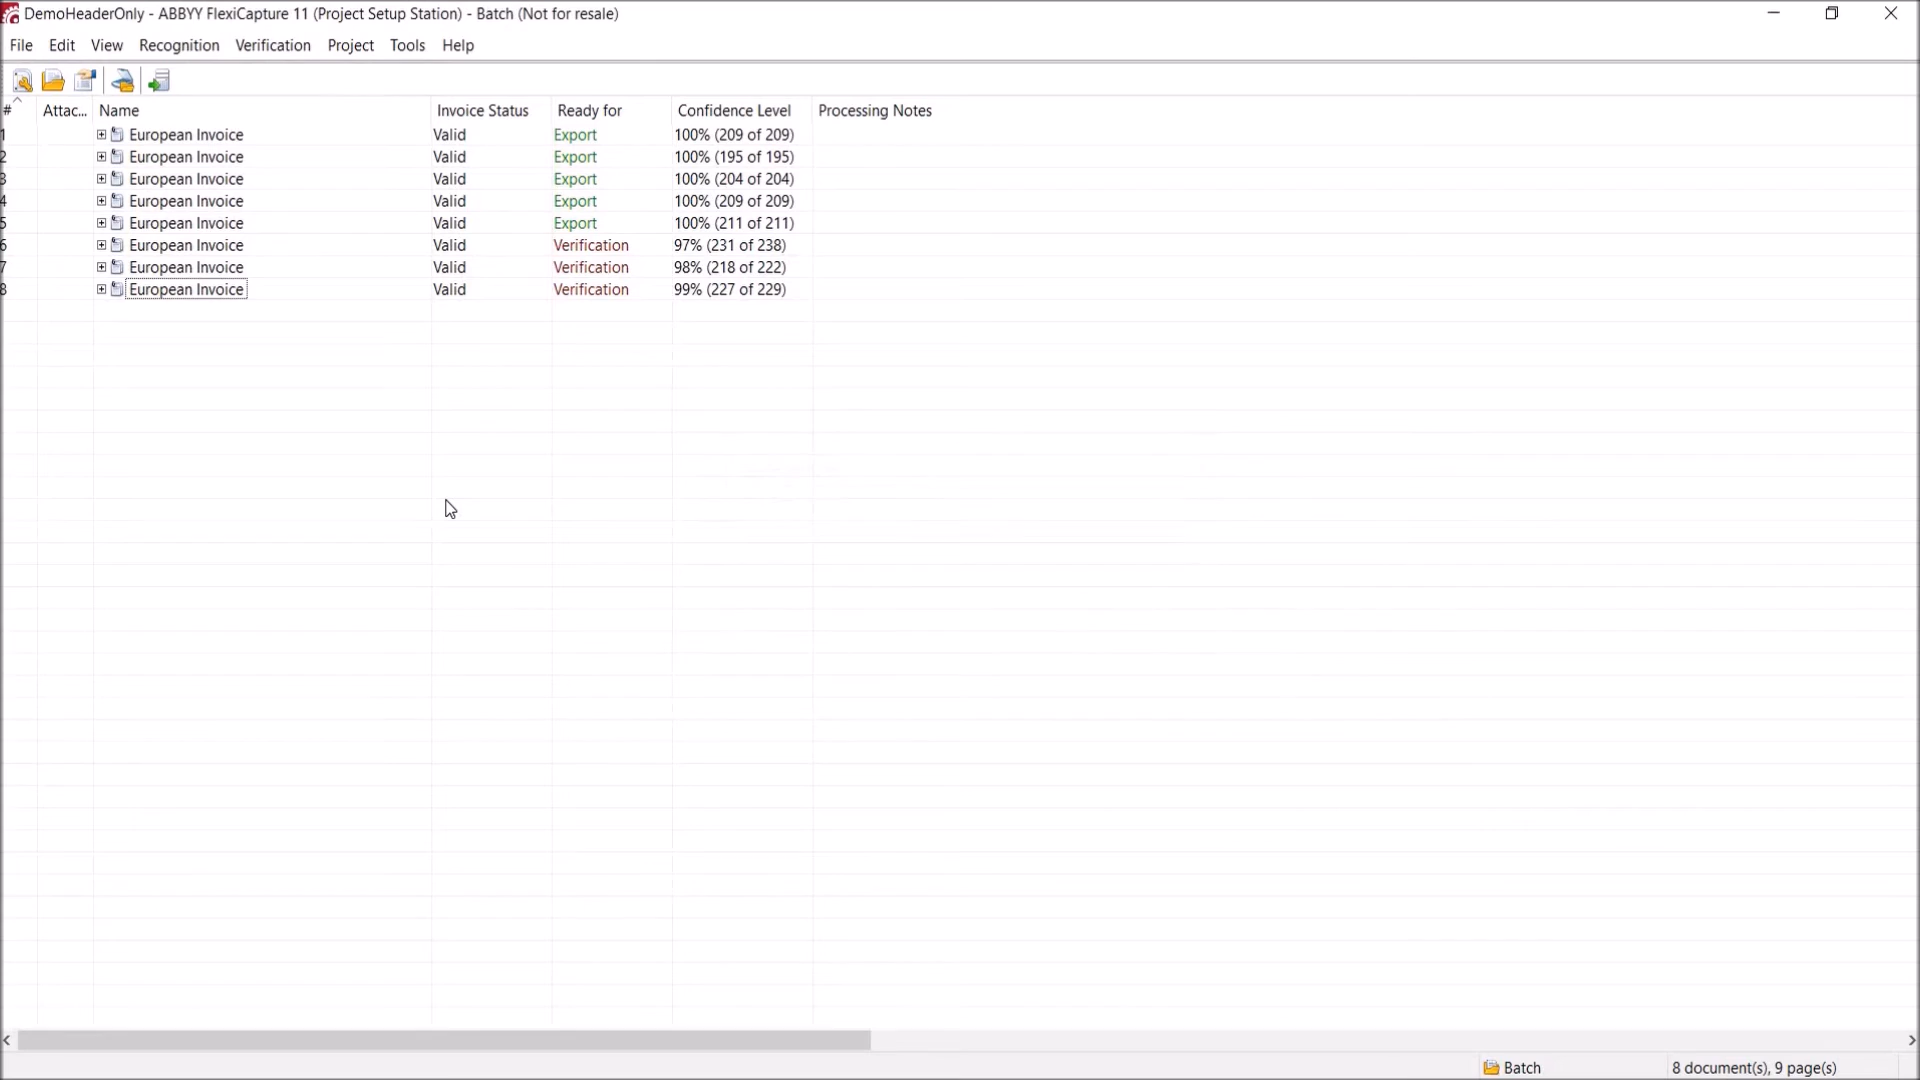 DemoHeaderOnly - ABBYY FlexiCapture 11 (Project Setup Station) - Batch (Not for resale)
File Edit View Recognition Verification Project Tools Help
# Attac... Name Invoice Status Ready for Confidence Level Processing Notes
1 European Invoice Valid Export 100% (209 of 209)
2 European Invoice Valid Export 100% (195 of 195)
3 European Invoice Valid Export 100% (204 of 204)
4 European Invoice Valid Export 100% (209 of 209)
5 European Invoice Valid Export 100% (211 of 211)
6 European Invoice Valid Verification 97% (231 of 238)
7 European Invoice Valid Verification 98% (218 of 222)
8 European Invoice Valid Verification 99% (227 of 229)
Batch 8 document(s), 9 page(s)